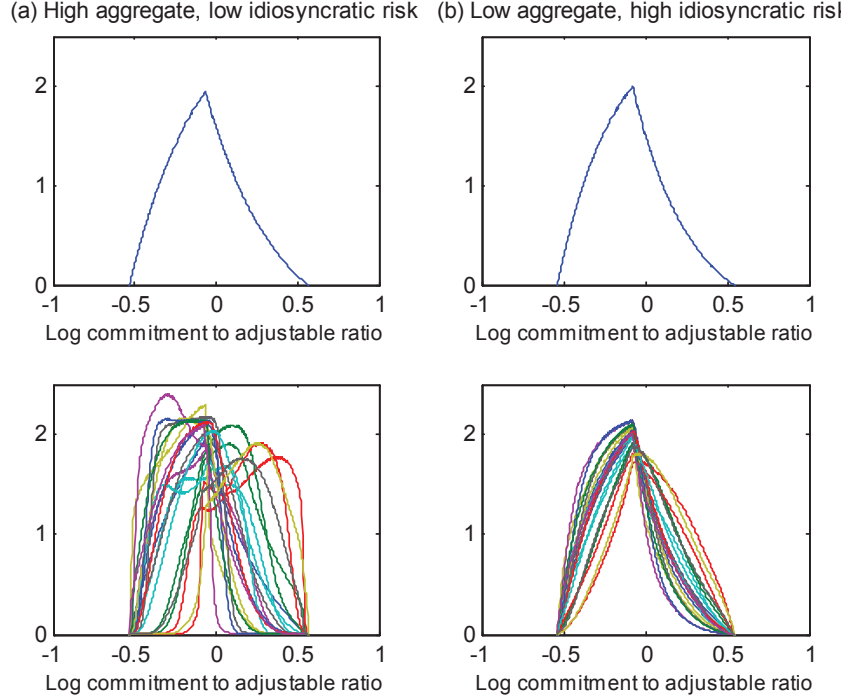 (a) High aggregate, low idiosyncratic risk
(b) Low aggregate, high idiosyncratic risk
2
1
0
-1 -0.5 0 0.5 1
Log commitment to adjustable ratio
2
1
0
-1 -0.5 0 0.5 1
Log commitment to adjustable ratio
2
1
0
-1 -0.5 0 0.5 1
Log commitment to adjustable ratio
2
1
0
-1 -0.5 0 0.5 1
Log commitment to adjustable ratio